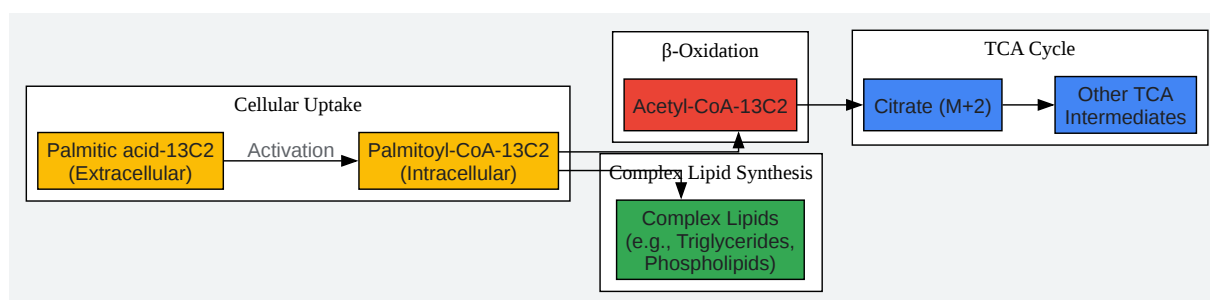 Cellular Uptake
Palmitic acid-13C2
(Extracellular)
Activation
Palmitoyl-CoA-13C2
(Intracellular)
β-Oxidation
Acetyl-CoA-13C2
Complex Lipid Synthesis
Complex Lipids
(e.g., Triglycerides,
Phospholipids)
TCA Cycle
Citrate (M+2)
Other TCA
Intermediates